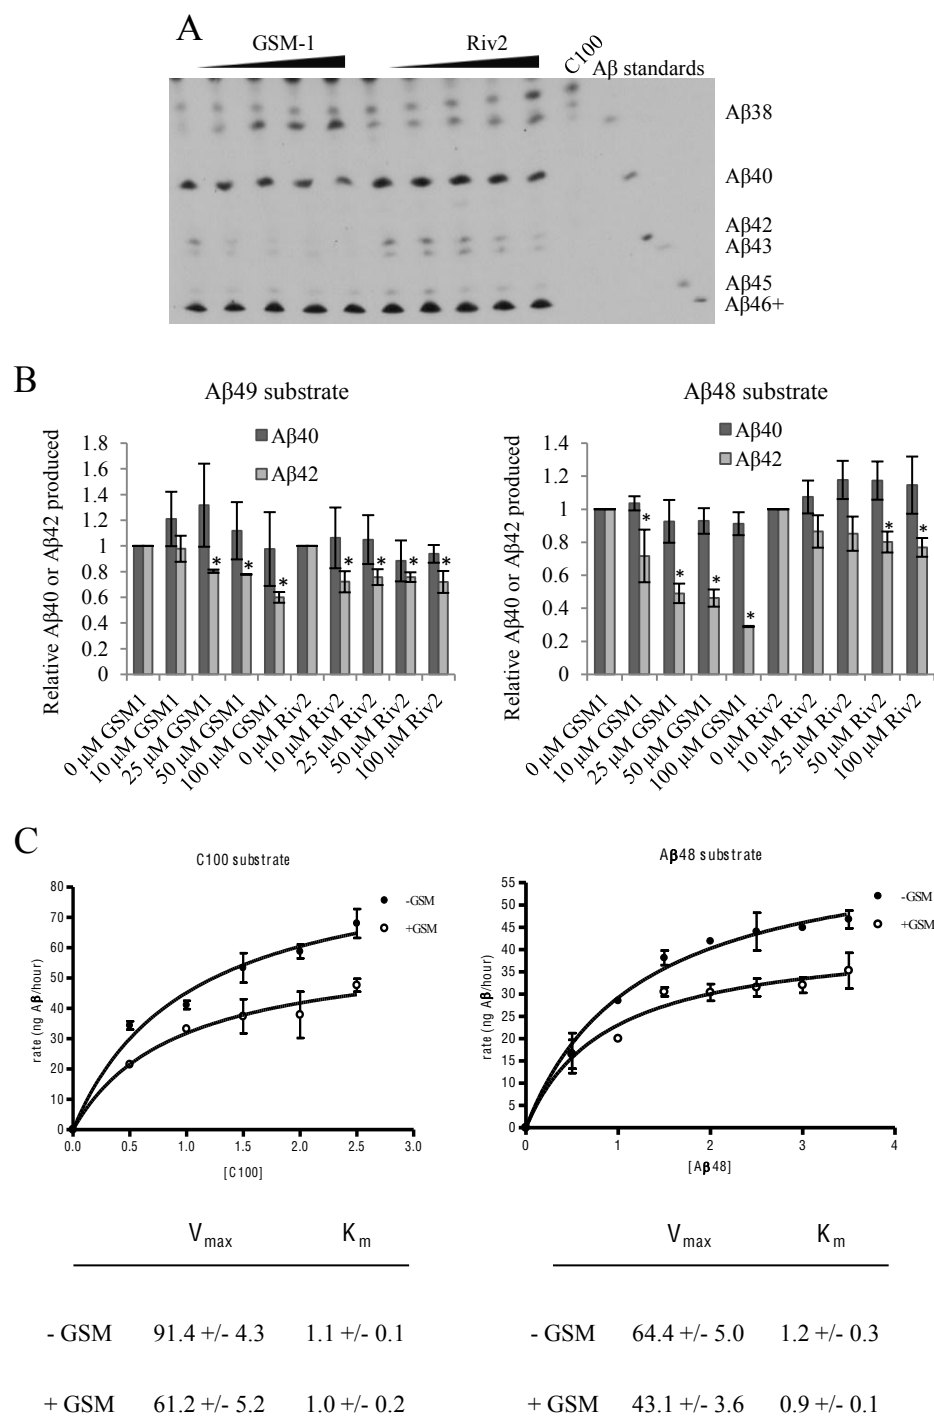 A
GSM-1
Riv2
C100
Aβ standards
Aβ38
Aβ40
Aβ42
Aβ43
Aβ45
Aβ46+
B
Aβ49 substrate
Relative Aβ40 or Aβ42 produced
Aβ40
Aβ42
1.8
1.6
1.4
1.2
1
0.8
0.6
0.4
0.2
0
* * * * * * *
0 µM GSM1
10 µM GSM1
25 µM GSM1
50 µM GSM1
100 µM GSM1
0 µM Riv2
10 µM Riv2
25 µM Riv2
50 µM Riv2
100 µM Riv2
Aβ48 substrate
Relative Aβ40 or Aβ42 produced
Aβ40
Aβ42
1.4
1.2
1
0.8
0.6
0.4
0.2
0
* * * * * *
0 µM GSM1
10 µM GSM1
25 µM GSM1
50 µM GSM1
100 µM GSM1
0 µM Riv2
10 µM Riv2
25 µM Riv2
50 µM Riv2
100 µM Riv2
C
C100 substrate
rate (ng Aβ/hour)
80
70
60
50
40
30
20
10
0
0.0 0.5 1.0 1.5 2.0 2.5 3.0
[C100]
-GSM
+GSM
Aβ48 substrate
rate (ng Aβ/hour)
55
50
45
40
35
30
25
20
15
10
5
0
0 1 2 3 4
[Aβ48]
-GSM
+GSM
Vmax Km
- GSM 91.4 +/- 4.3 1.1 +/- 0.1
+ GSM 61.2 +/- 5.2 1.0 +/- 0.2
Vmax Km
- GSM 64.4 +/- 5.0 1.2 +/- 0.3
+ GSM 43.1 +/- 3.6 0.9 +/- 0.1